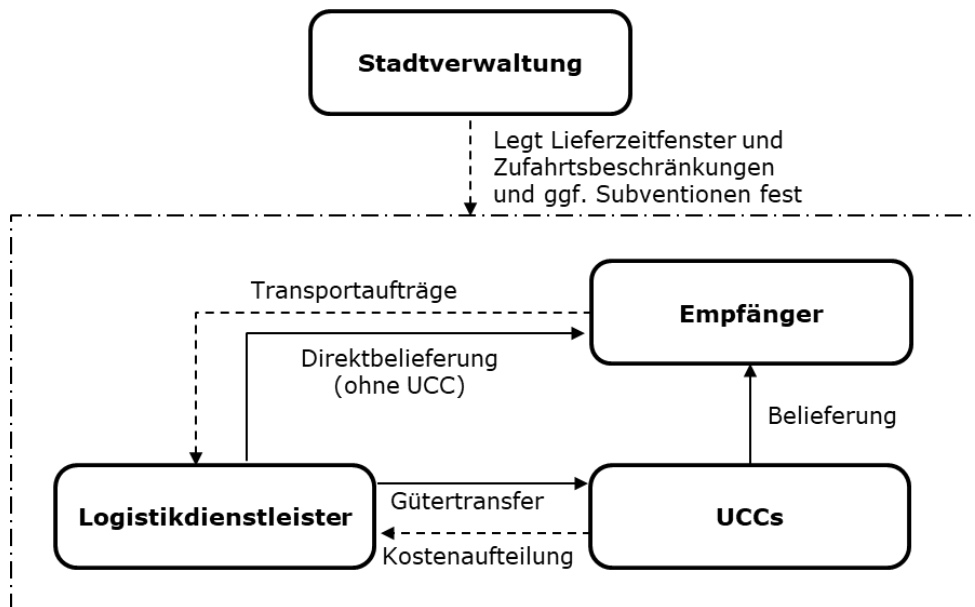 Stadtverwaltung
Legt Lieferzeitfenster und
Zufahrtsbeschränkungen
und ggf. Subventionen fest
Transportaufträge
Empfänger
Direktbelieferung
(ohne UCC)
Belieferung
Logistikdienstleister
Gütertransfer
UCCs
Kostenaufteilung